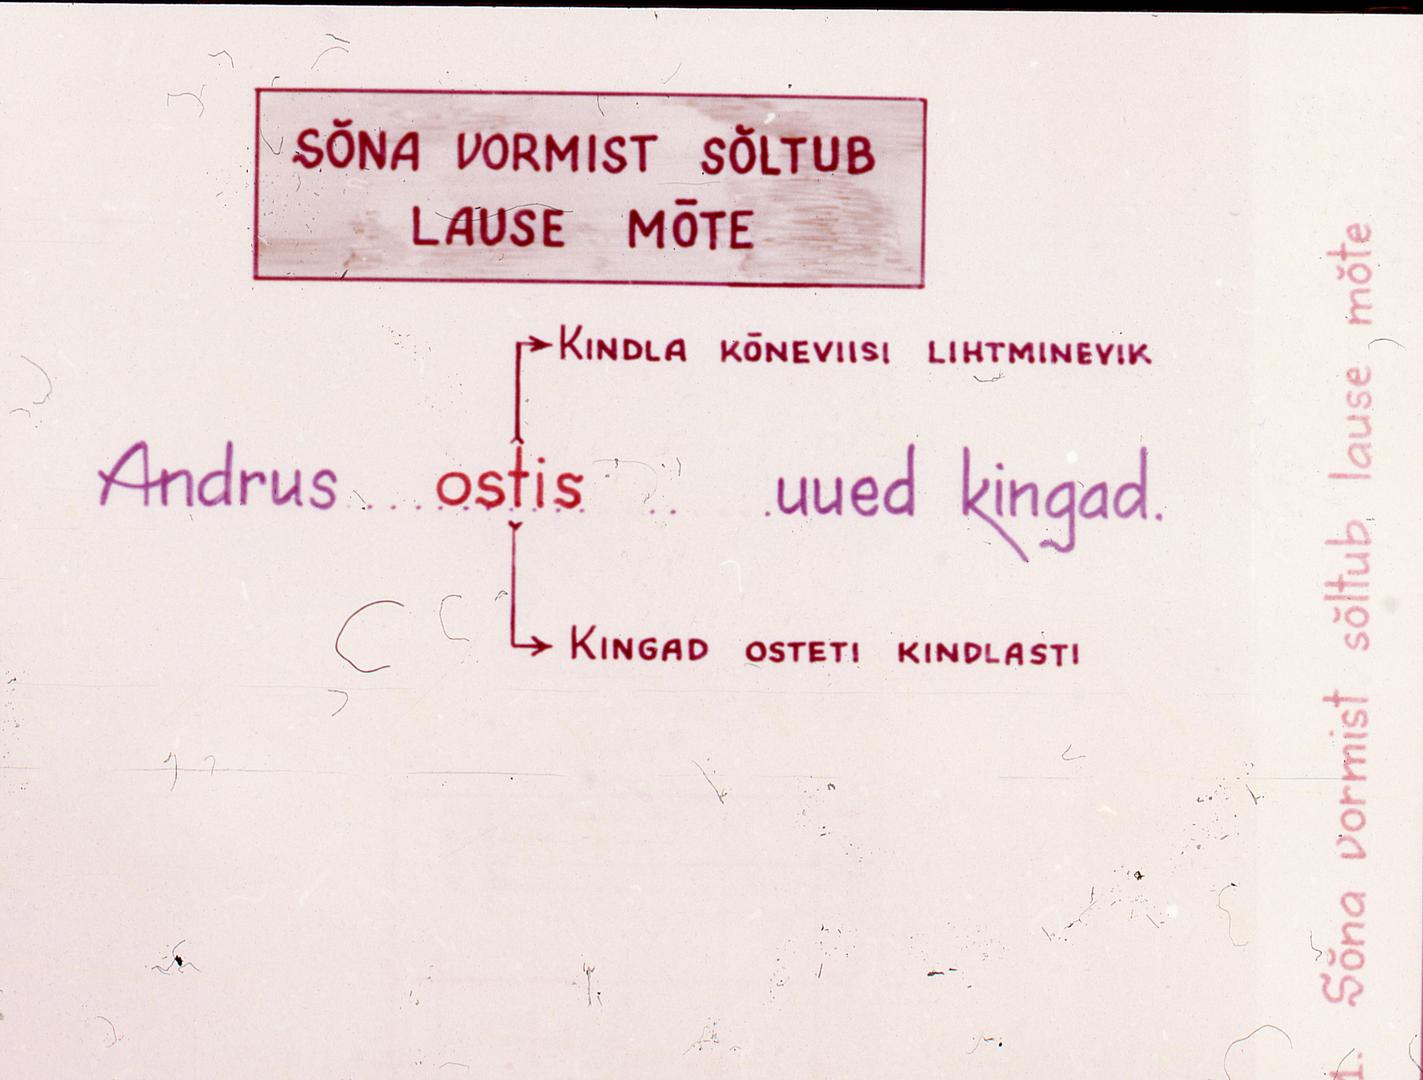 SÕNA VORMIST SÕLTUB
LAUSE MÕTE
KINDLA KÕNEVIISI LIHTMINEVIK
Andrus....ostis.... .uued kingad.
KINGAD OSTETI KINDLASTI
1. Sõna vormist sõltub lause mõte